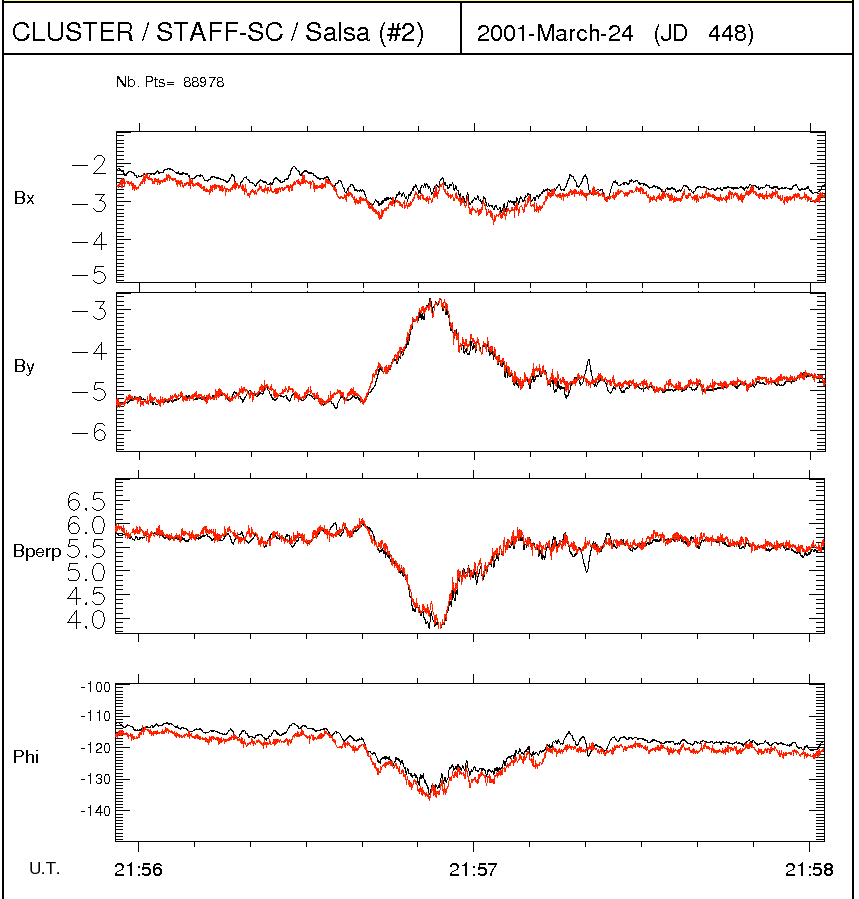 CLUSTER / STAFF-SC / Salsa (#2) 2001-March-24 (JD 448)
Nb. Pts= 88978
Bx
−2
−3
−4
−5
By
−3
−4
−5
−6
Bperp
6.5
6.0
5.5
5.0
4.5
4.0
Phi
-100
-110
-120
-130
-140
U.T. 21:56 21:57 21:58